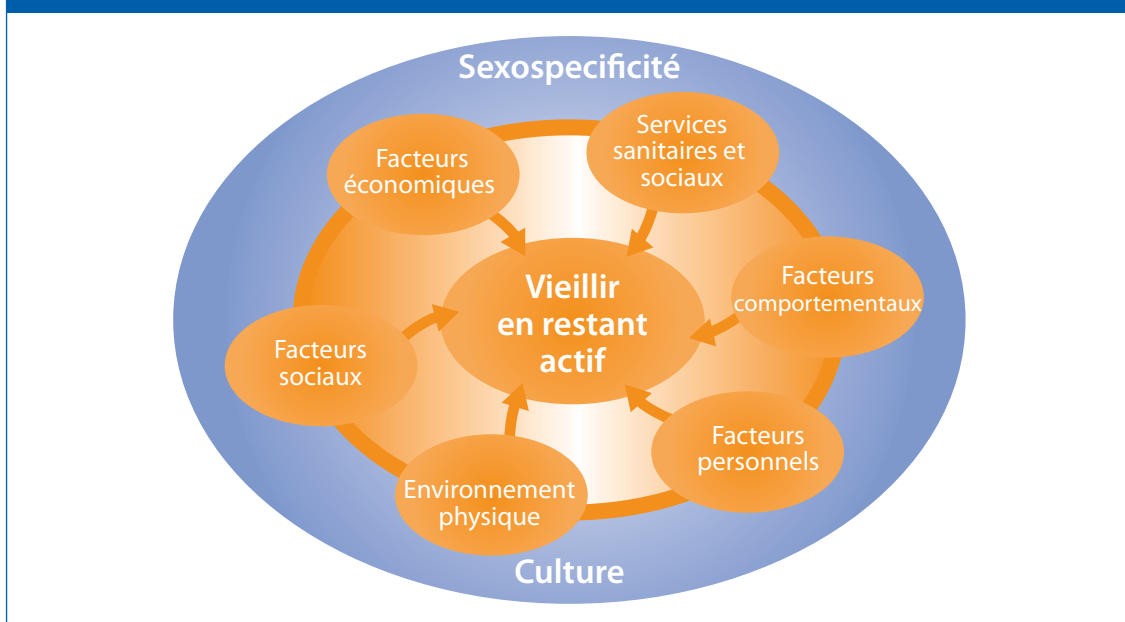 Sexospecificité
Services
sanitaires et
sociaux
Facteurs
économiques
Facteurs
comportementaux
Vieillir
en restant
actif
Facteurs
sociaux
Facteurs
personnels
Environnement
physique
Culture